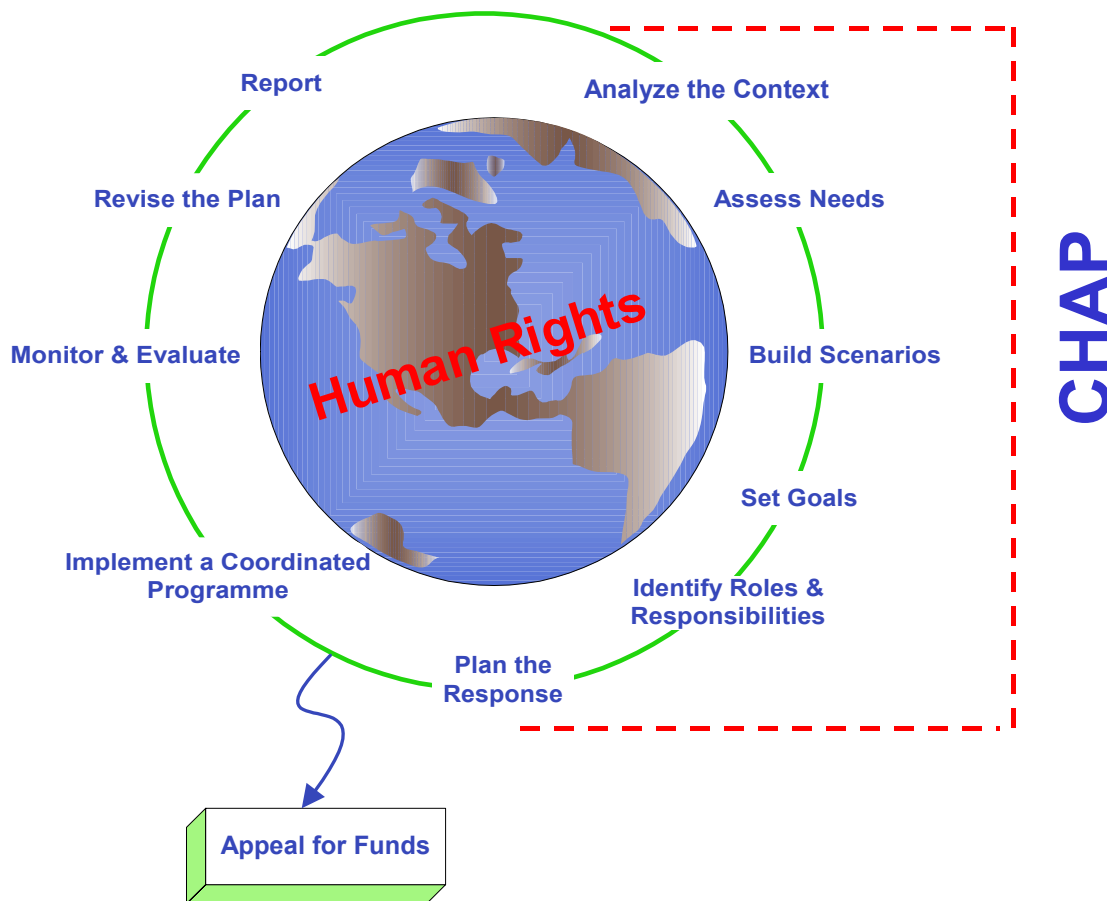 Report
Analyze the Context
Revise the Plan
Assess Needs
CHAP
Human Rights
Monitor & Evaluate
Build Scenarios
Set Goals
Implement a Coordinated
Programme
Identify Roles &
Responsibilities
Plan the
Response
Appeal for Funds